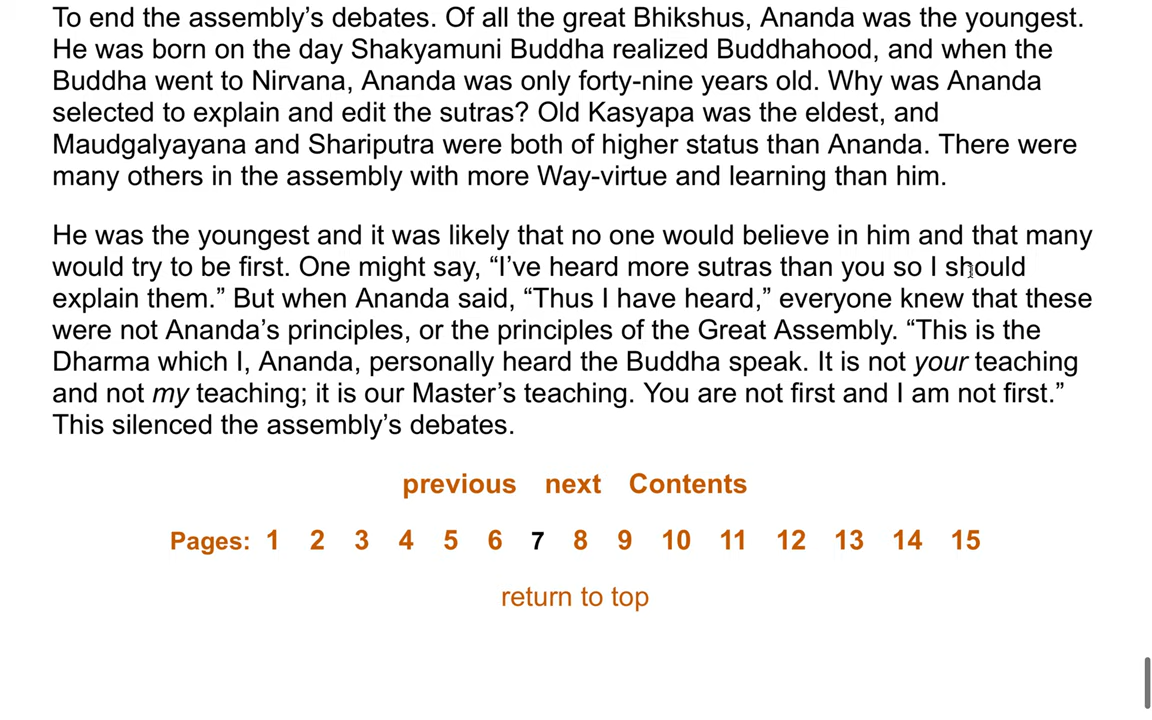 To end the assembly’s debates. Of all the great Bhikshus, Ananda was the youngest.
He was born on the day Shakyamuni Buddha realized Buddhahood, and when the
Buddha went to Nirvana, Ananda was only forty-nine years old. Why was Ananda
selected to explain and edit the sutras? Old Kasyapa was the eldest, and
Maudgalyayana and Shariputra were both of higher status than Ananda. There were
many others in the assembly with more Way-virtue and learning than him.
He was the youngest and it was likely that no one would believe in him and that many
would try to be first. One might say, “I’ve heard more sutras than you so I should
explain them.” But when Ananda said, “Thus I have heard,” everyone knew that these
were not Ananda’s principles, or the principles of the Great Assembly. “This is the
Dharma which I, Ananda, personally heard the Buddha speak. It is not your teaching
and not my teaching; it is our Master’s teaching. You are not first and I am not first.”
This silenced the assembly’s debates.
previous next Contents
Pages: 1 2 3 4 5 6 7 8 9 10 11 12 13 14 15
return to top